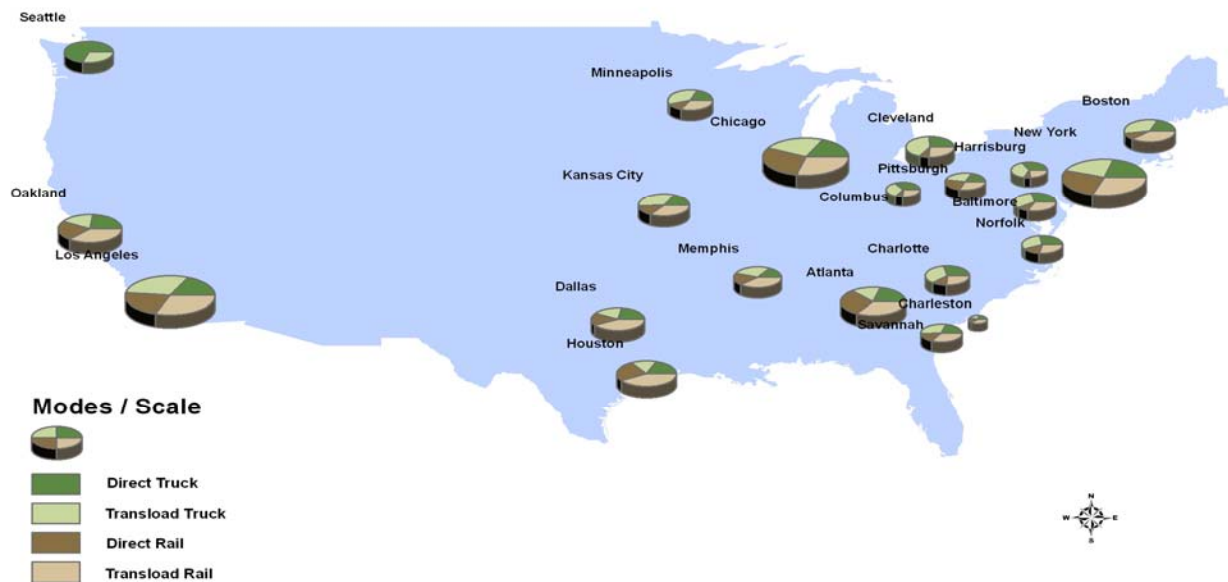 Seattle
Minneapolis
Boston
Chicago
Cleveland
New York
Harrisburg
Pittsburgh
Kansas City
Columbus
Baltimore
Oakland
Norfolk
Los Angeles
Memphis
Charlotte
Atlanta
Dallas
Charleston
Savannah
Houston
Modes / Scale
Direct Truck
Transload Truck
Direct Rail
Transload Rail
N
W E
S